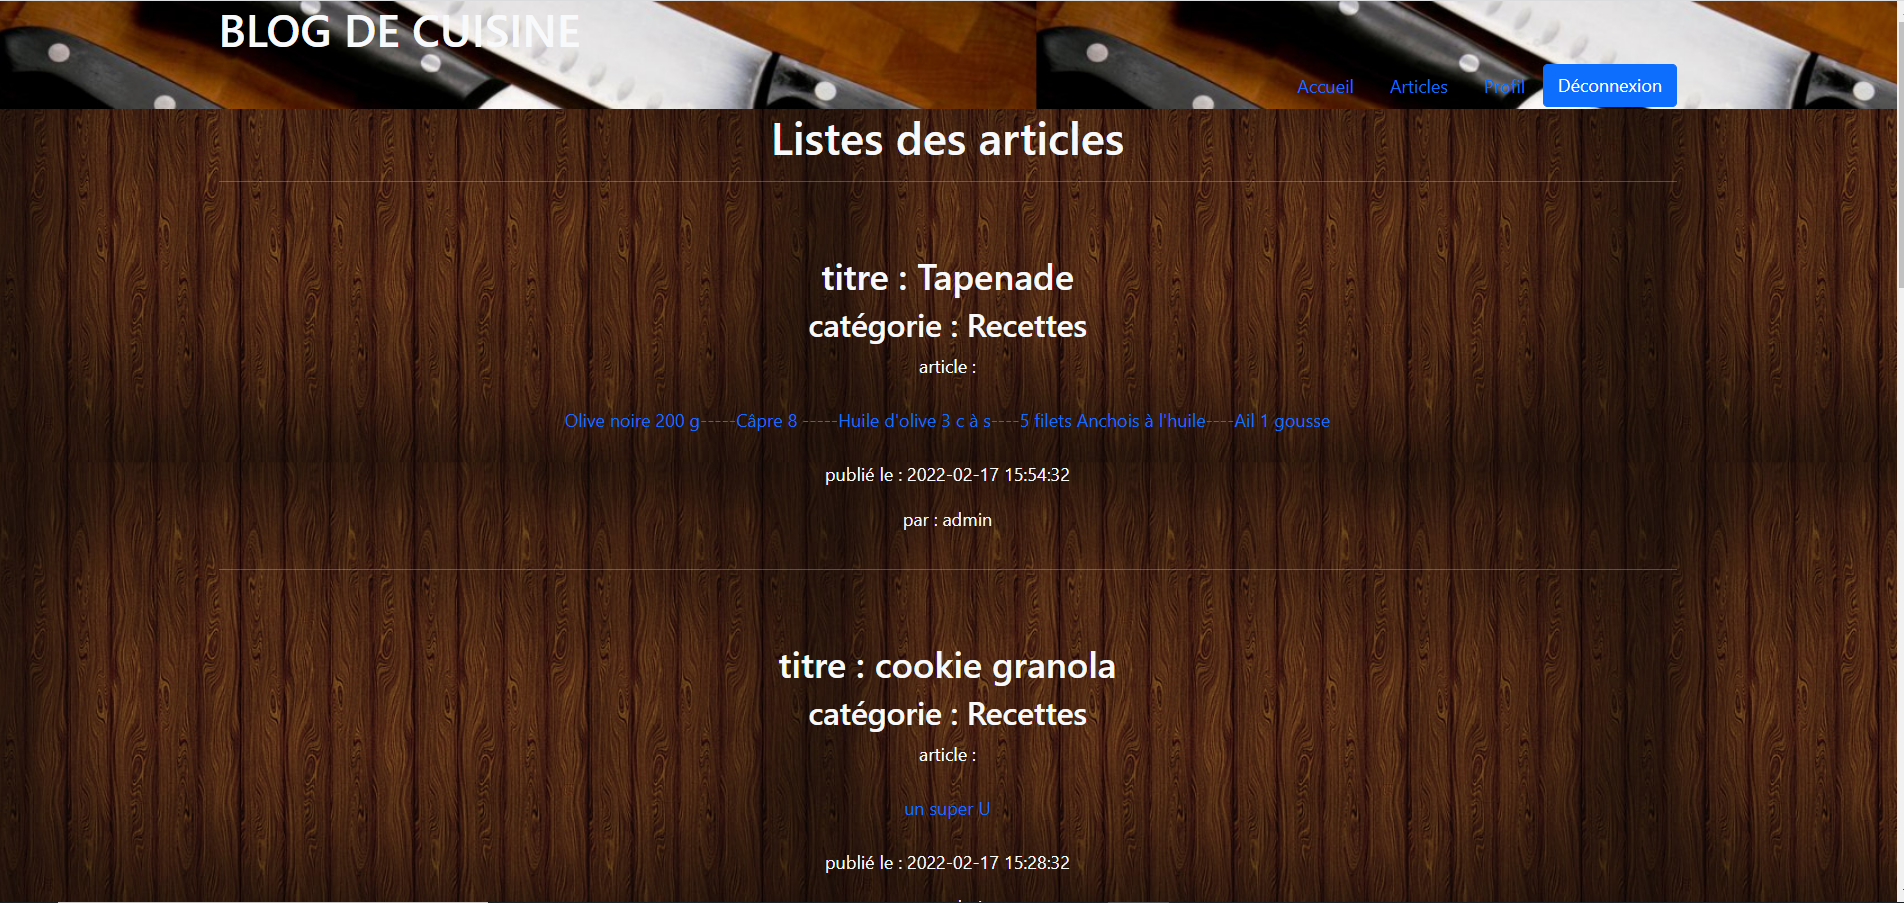 BLOG DE CUISINE
Accueil Articles Profil Déconnexion
Listes des articles
titre : Tapenade
catégorie : Recettes
article :
Olive noire 200 g-----Câpre 8 -----Huile d'olive 3 c à s----5 filets Anchois à l'huile----Ail 1 gousse
publié le : 2022-02-17 15:54:32
par : admin
titre : cookie granola
catégorie : Recettes
article :
un super U
publié le : 2022-02-17 15:28:32